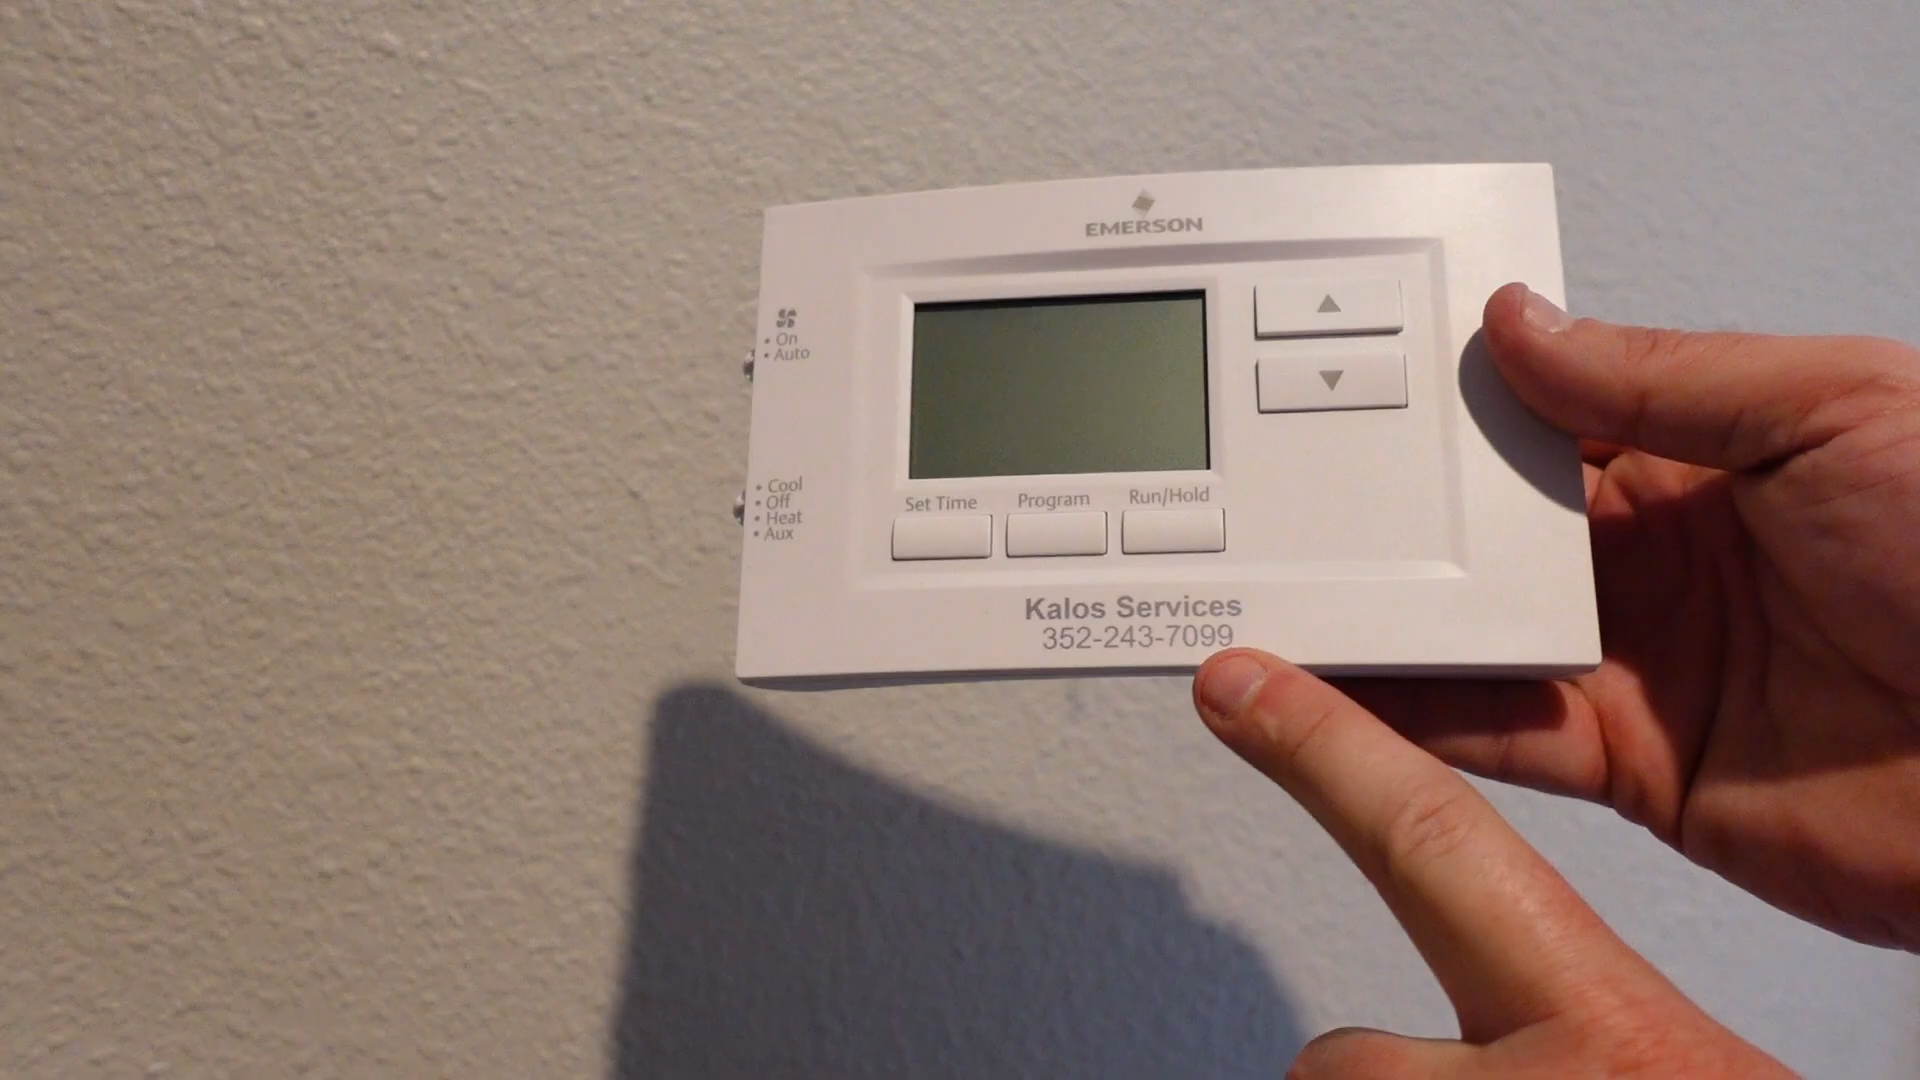 EMERSON
On
Auto
Cool
Off
Heat
Aux
Set Time
Program
Run/Hold
Kalos Services
352-243-7099